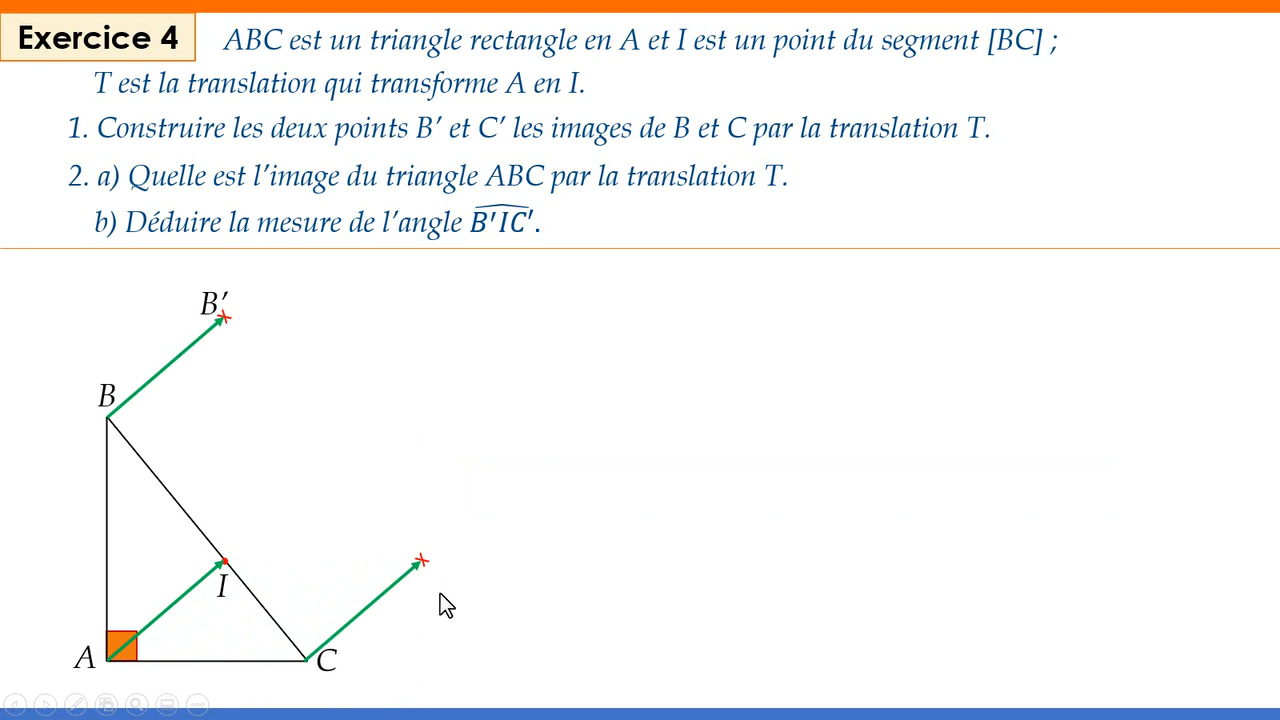 Exercice 4
ABC est un triangle rectangle en A et I est un point du segment [BC] ;
T est la translation qui transforme A en I.
1. Construire les deux points B′ et C′ les images de B et C par la translation T.
2. a) Quelle est l’image du triangle ABC par la translation T.
b) Déduire la mesure de l’angle B′IC′.
B′
B
I
A
C